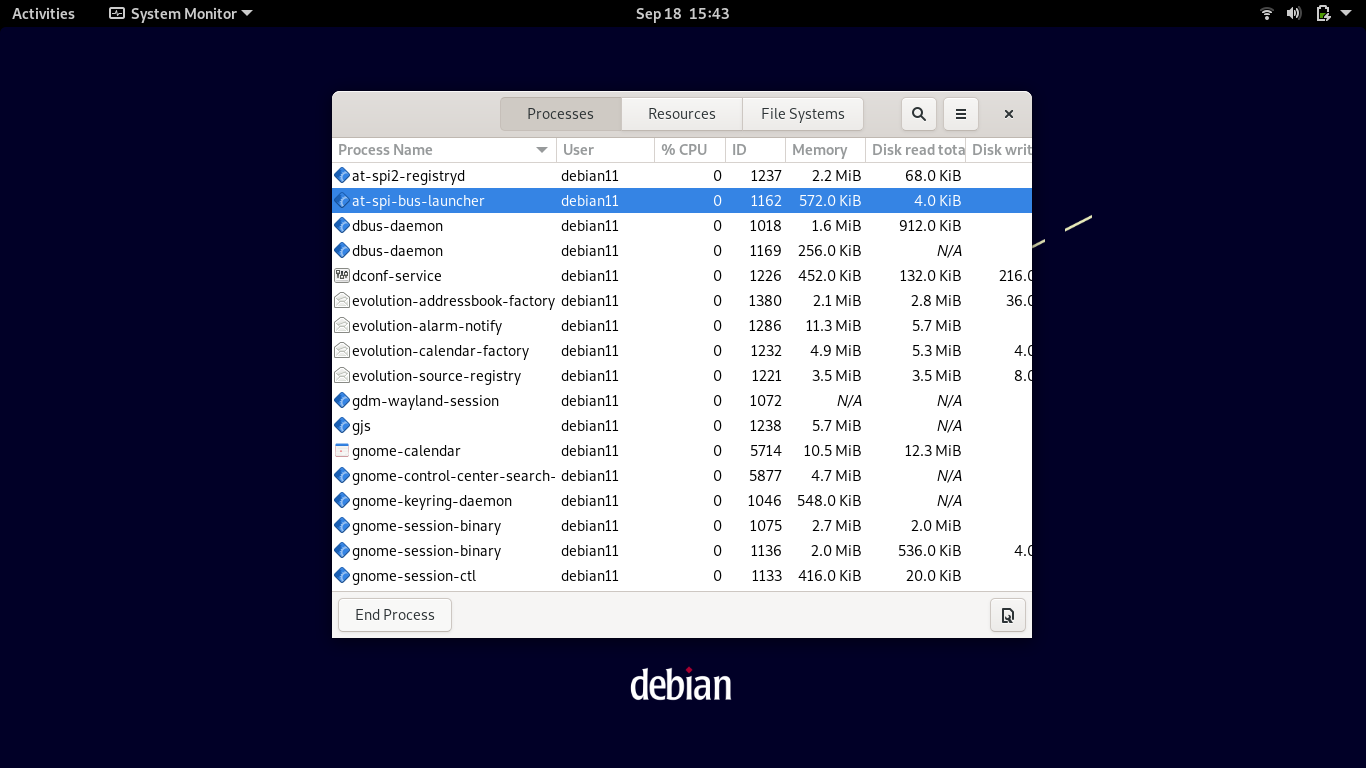 Activities System Monitor Sep 18 15:43
Processes Resources File Systems
Process Name User % CPU ID Memory Disk read tota Disk writ
at-spi2-registryd debian11 0 1237 2.2 MiB 68.0 KiB
at-spi-bus-launcher debian11 0 1162 572.0 KiB 4.0 KiB
dbus-daemon debian11 0 1018 1.6 MiB 912.0 KiB
dbus-daemon debian11 0 1169 256.0 KiB N/A
dconf-service debian11 0 1226 452.0 KiB 132.0 KiB 216.0
evolution-addressbook-factory debian11 0 1380 2.1 MiB 2.8 MiB 36.0
evolution-alarm-notify debian11 0 1286 11.3 MiB 5.7 MiB
evolution-calendar-factory debian11 0 1232 4.9 MiB 5.3 MiB 4.0
evolution-source-registry debian11 0 1221 3.5 MiB 3.5 MiB 8.0
gdm-wayland-session debian11 0 1072 N/A N/A
gjs debian11 0 1238 5.7 MiB N/A
gnome-calendar debian11 0 5714 10.5 MiB 12.3 MiB
gnome-control-center-search- debian11 0 5877 4.7 MiB N/A
gnome-keyring-daemon debian11 0 1046 548.0 KiB N/A
gnome-session-binary debian11 0 1075 2.7 MiB 2.0 MiB
gnome-session-binary debian11 0 1136 2.0 MiB 536.0 KiB 4.0
gnome-session-ctl debian11 0 1133 416.0 KiB 20.0 KiB
End Process
debian